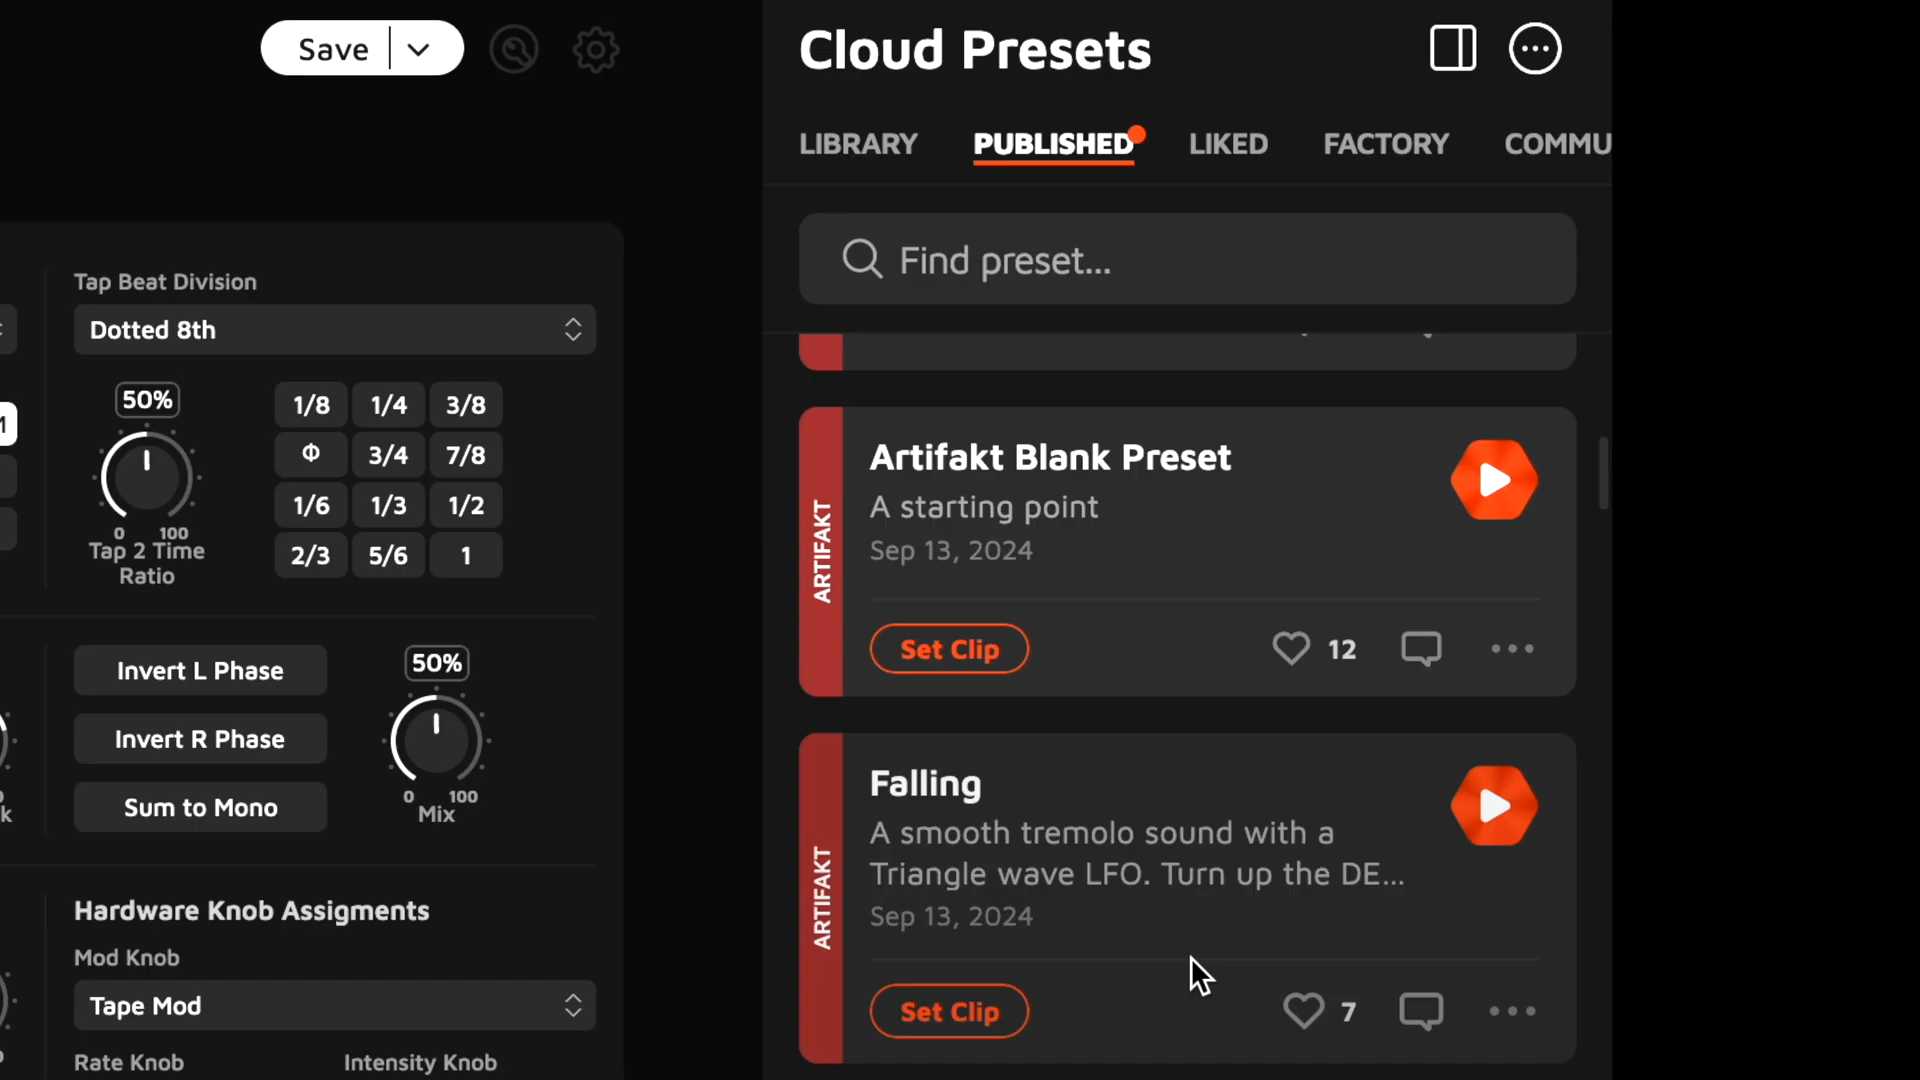 Save
Tap Beat Division
Dotted 8th
50%
0 100
Tap 2 Time
Ratio
1/8 1/4 3/8
Φ 3/4 7/8
1/6 1/3 1/2
2/3 5/6 1
Invert L Phase
Invert R Phase
Sum to Mono
50%
0 100
Mix
Hardware Knob Assigments
Mod Knob
Tape Mod
Rate Knob Intensity Knob
Cloud Presets
LIBRARY PUBLISHED LIKED FACTORY COMMU
Find preset...
ARTIFAKT
Artifakt Blank Preset
A starting point
Sep 13, 2024
Set Clip 12
ARTIFAKT
Falling
A smooth tremolo sound with a
Triangle wave LFO. Turn up the DE...
Sep 13, 2024
Set Clip 7